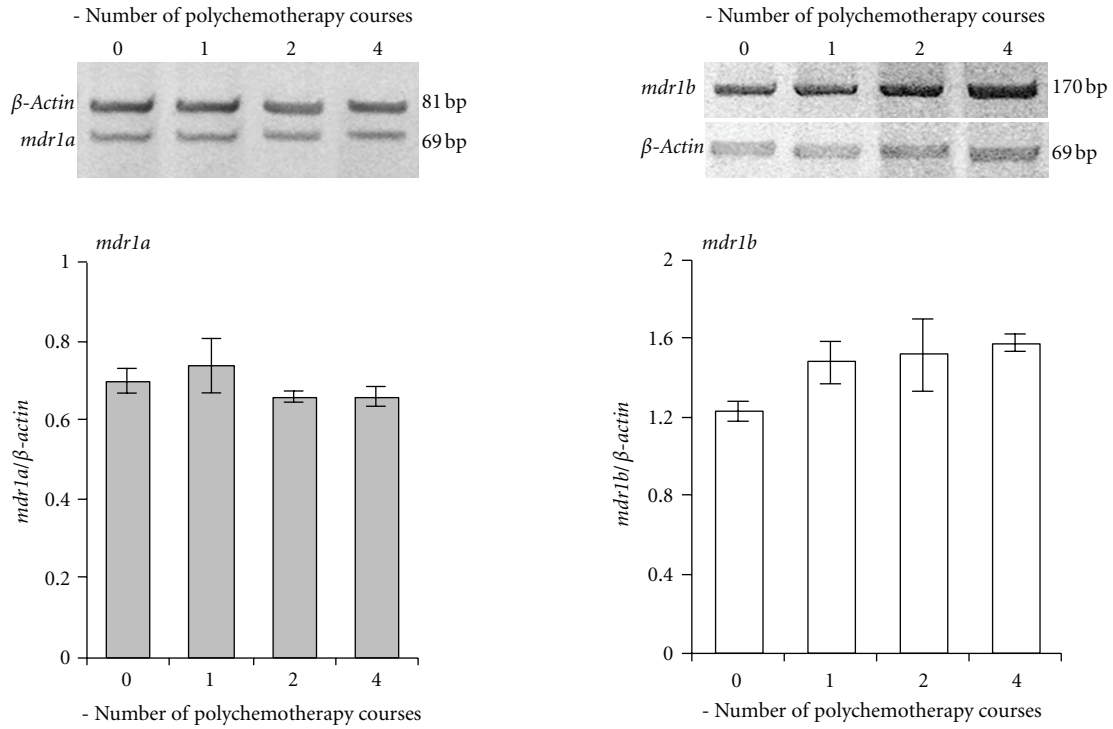 - Number of polychemotherapy courses
0 1 2 4
β-Actin 81 bp
mdr1a 69 bp
mdr1a
1
0.8
0.6
0.4
0.2
0
mdr1a/β-actin
0 1 2 4
- Number of polychemotherapy courses
- Number of polychemotherapy courses
0 1 2 4
mdr1b 170 bp
β-Actin 69 bp
mdr1b
2
1.6
1.2
0.8
0.4
0
mdr1b/β-actin
0 1 2 4
- Number of polychemotherapy courses